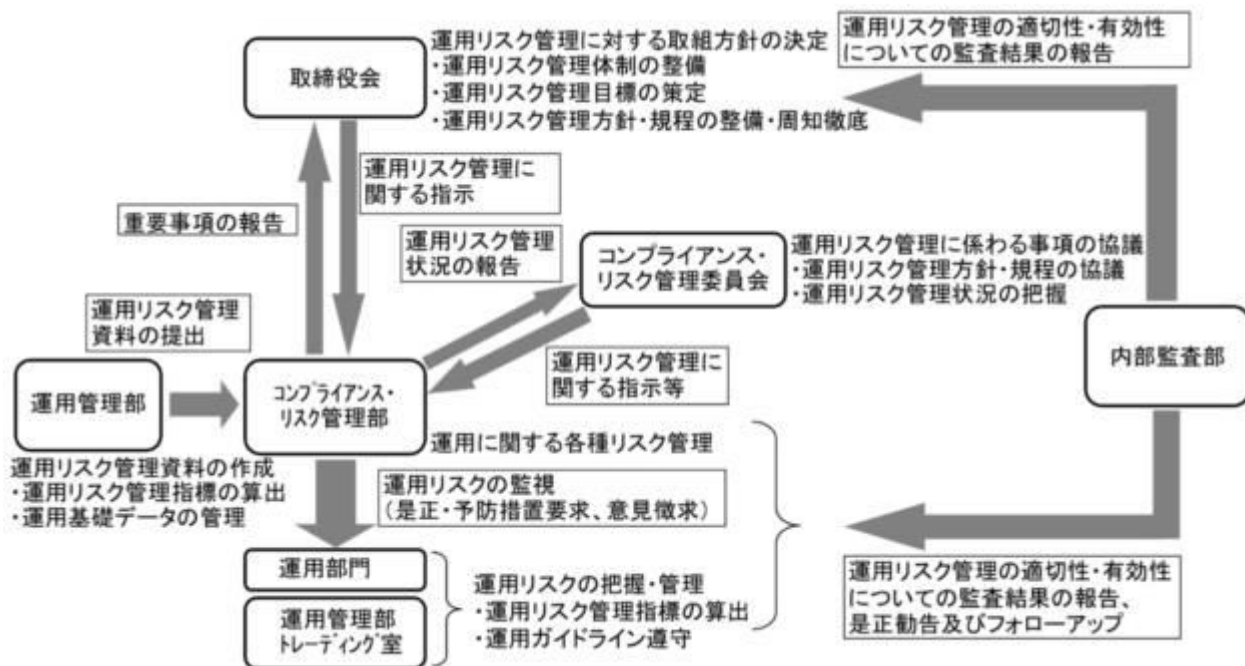 取締役会
運用リスク管理に対する取組方針の決定
・運用リスク管理体制の整備
・運用リスク管理目標の策定
・運用リスク管理方針・規程の整備・周知徹底
運用リスク管理の適切性・有効性
についての監査結果の報告
運用リスク管理に
関する指示
重要事項の報告
運用リスク管理
状況の報告
コンプライアンス・
リスク管理委員会
運用リスク管理に係わる事項の協議
・運用リスク管理方針・規程の協議
・運用リスク管理状況の把握
運用リスク管理
資料の提出
運用リスク管理に
関する指示等
内部監査部
運用管理部
コンプライアンス・
リスク管理部
運用に関する各種リスク管理
運用リスク管理資料の作成
・運用リスク管理指標の算出
・運用基礎データの管理
運用リスクの監視
(是正・予防措置要求、意見徴求)
運用部門
運用管理部
トレーディング室
運用リスクの把握・管理
・運用リスク管理指標の算出
・運用ガイドライン遵守
運用リスク管理の適切性・有効性
についての監査結果の報告、
是正勧告及びフォローアップ